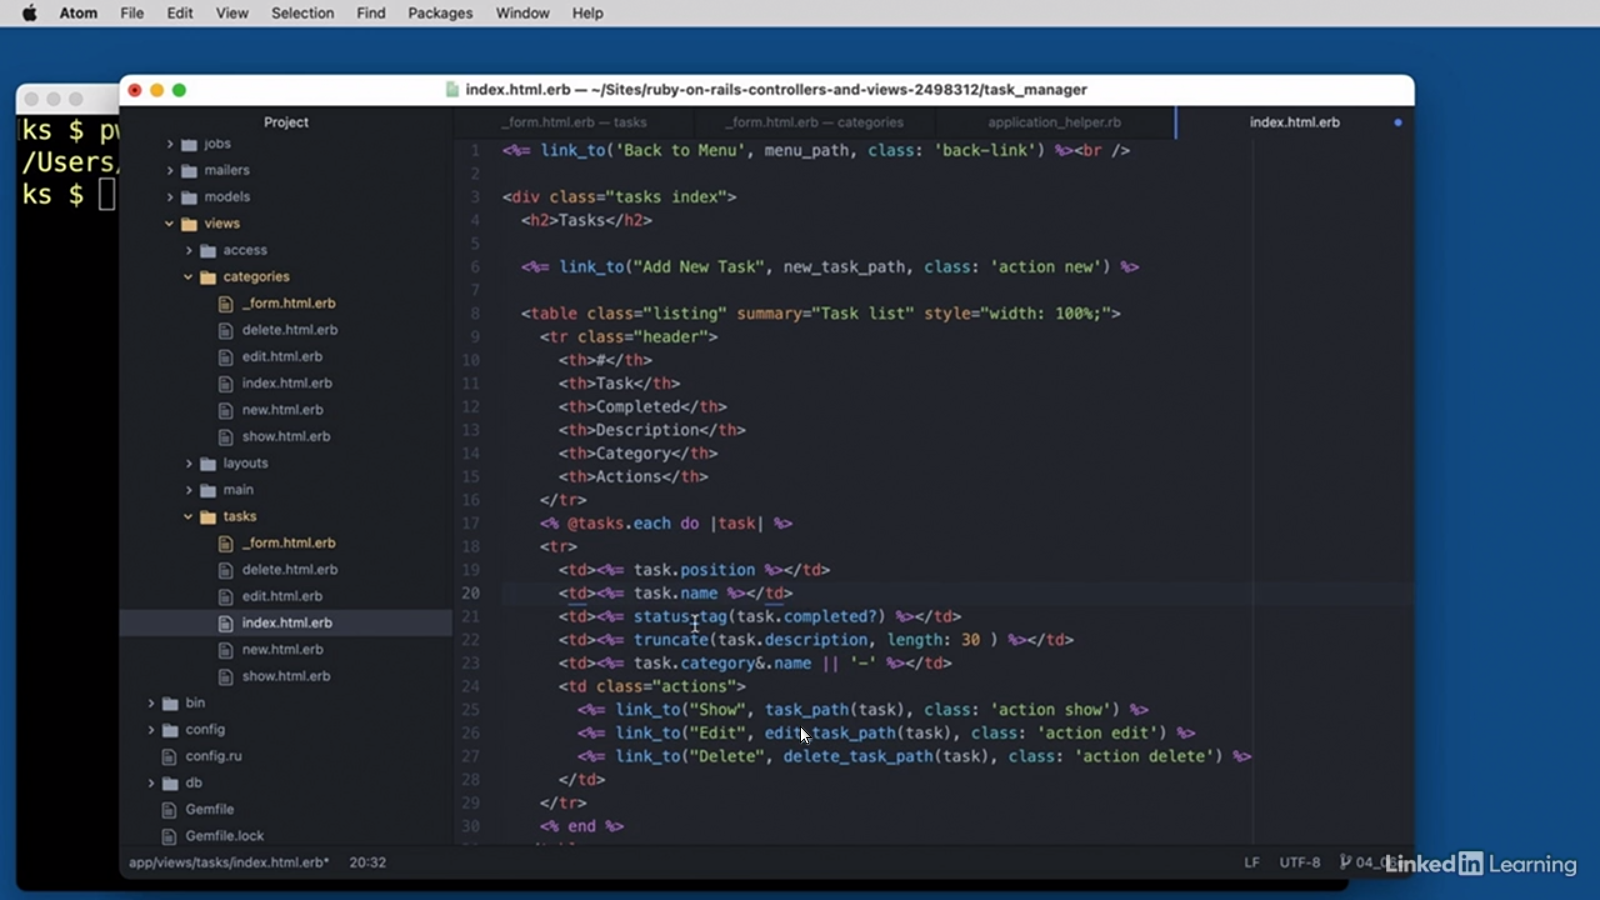 Atom File Edit View Selection Find Packages Window Help
index.html.erb — ~/Sites/ruby-on-rails-controllers-and-views-2498312/task_manager
ks $
/Users/
ks $
Project
jobs
mailers
models
views
access
categories
_form.html.erb
delete.html.erb
edit.html.erb
index.html.erb
new.html.erb
show.html.erb
layouts
main
tasks
_form.html.erb
delete.html.erb
edit.html.erb
index.html.erb
new.html.erb
show.html.erb
bin
config
config.ru
db
Gemfile
Gemfile.lock
_form.html.erb — tasks _form.html.erb — categories application_helper.rb index.html.erb
1 <%= link_to('Back to Menu', menu_path, class: 'back-link') %><br />
2
3 <div class="tasks index">
4 <h2>Tasks</h2>
5
6 <%= link_to("Add New Task", new_task_path, class: 'action new') %>
7
8 <table class="listing" summary="Task list" style="width: 100%;">
9 <tr class="header">
10 <th>#</th>
11 <th>Task</th>
12 <th>Completed</th>
13 <th>Description</th>
14 <th>Category</th>
15 <th>Actions</th>
16 </tr>
17 <% @tasks.each do |task| %>
18 <tr>
19 <td><%= task.position %></td>
20 <td><%= task.name %></td>
21 <td><%= status_tag(task.completed?) %></td>
22 <td><%= truncate(task.description, length: 30 ) %></td>
23 <td><%= task.category&.name || '-' %></td>
24 <td class="actions">
25 <%= link_to("Show", task_path(task), class: 'action show') %>
26 <%= link_to("Edit", edit_task_path(task), class: 'action edit') %>
27 <%= link_to("Delete", delete_task_path(task), class: 'action delete') %>
28 </td>
29 </tr>
30 <% end %>
app/views/tasks/index.html.erb* 20:32 LF UTF-8
LinkedIn Learning